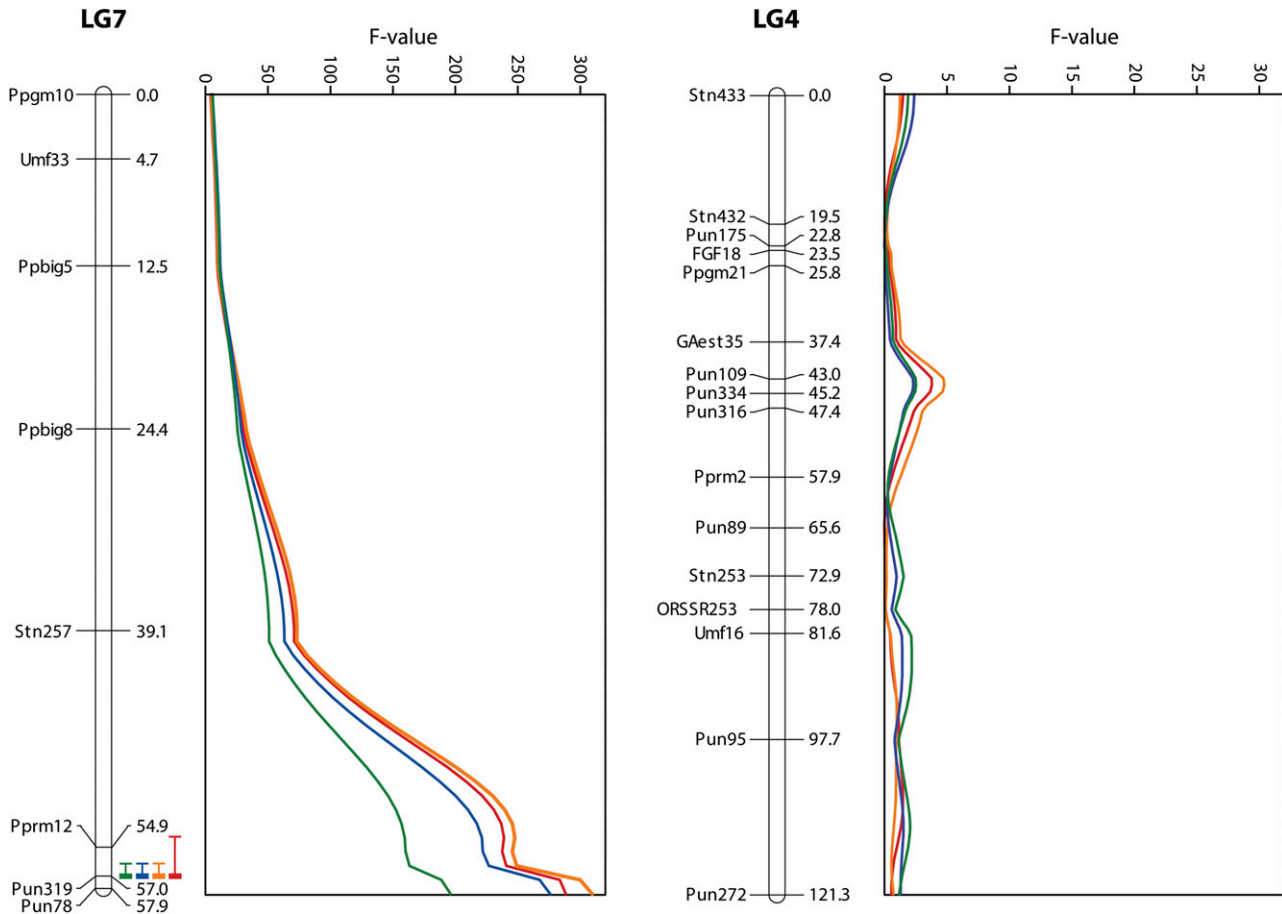 LG7
F-value
0 50 100 150 200 250 300
Ppgm10 0.0
Umf33 4.7
Ppbig5 12.5
Ppbig8 24.4
Stn257 39.1
Pprm12 54.9
Pun319 57.0
Pun78 57.9
LG4
F-value
0 5 10 15 20 25 30
Stn433 0.0
Stn432 19.5
Pun175 22.8
FGF18 23.5
Ppgm21 25.8
GAest35 37.4
Pun109 43.0
Pun334 45.2
Pun316 47.4
Pprm2 57.9
Pun89 65.6
Stn253 72.9
ORSSR253 78.0
Umf16 81.6
Pun95 97.7
Pun272 121.3